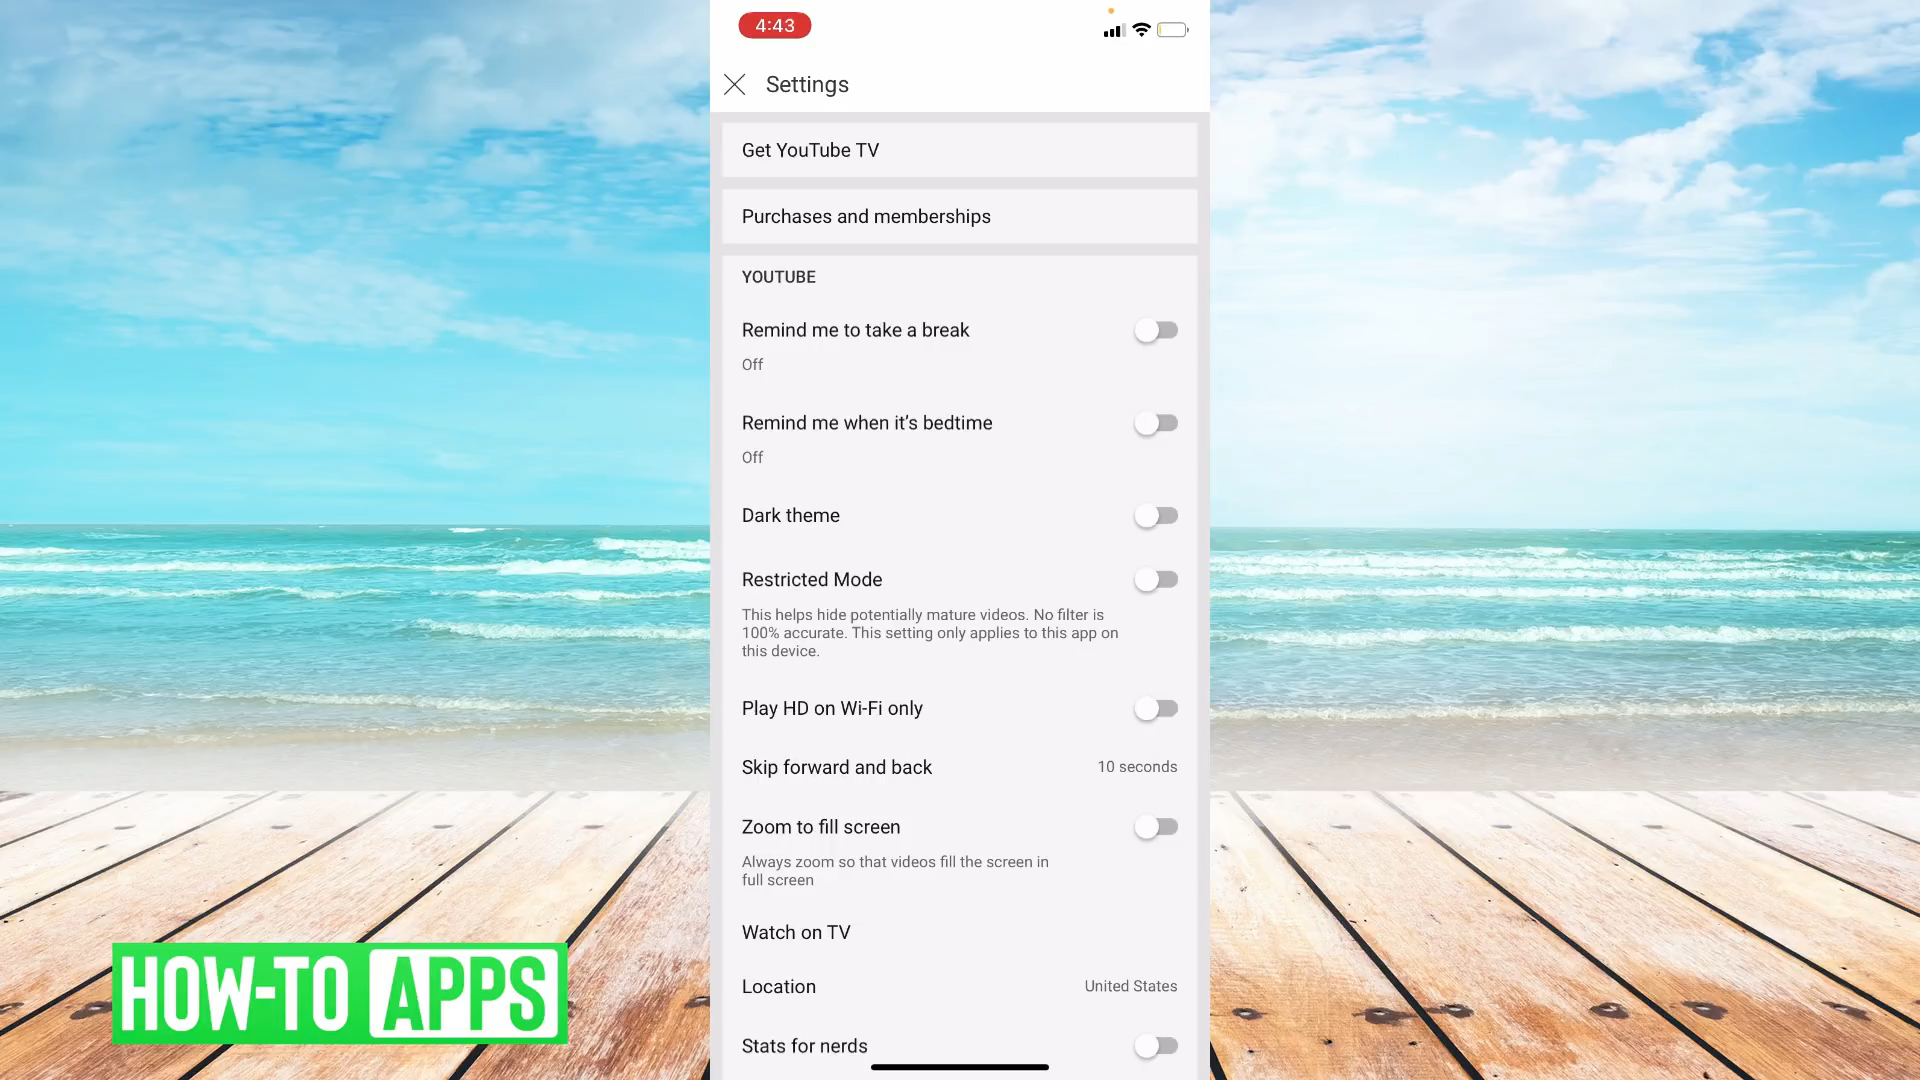 4:43
Settings
Get YouTube TV
Purchases and memberships
YOUTUBE
Remind me to take a break
Off
Remind me when it’s bedtime
Off
Dark theme
Restricted Mode
This helps hide potentially mature videos. No filter is
100% accurate. This setting only applies to this app on
this device.
Play HD on Wi-Fi only
Skip forward and back 10 seconds
Zoom to fill screen
Always zoom so that videos fill the screen in
full screen
Watch on TV
Location United States
Stats for nerds
HOW-TO APPS